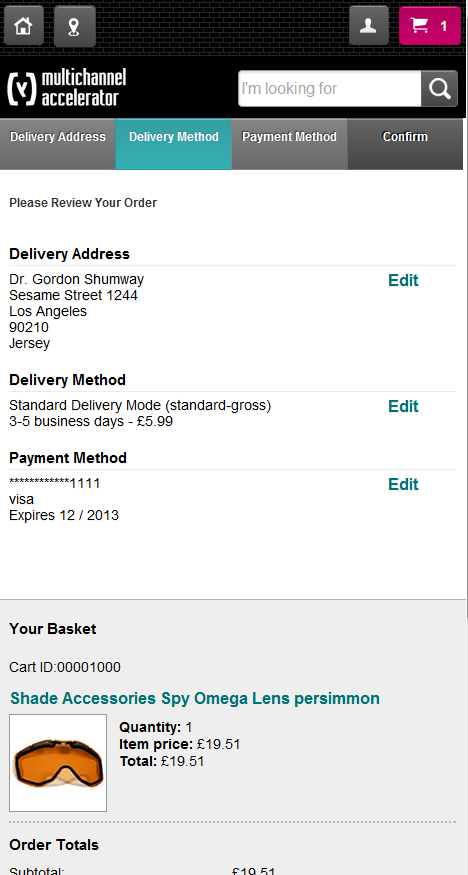 1
multichannel
accelerator
I'm looking for
Delivery Address
Delivery Method
Payment Method
Confirm
Please Review Your Order
Delivery Address
Dr. Gordon Shumway
Edit
Sesame Street 1244
Los Angeles
90210
Jersey
Delivery Method
Standard Delivery Mode (standard-gross)
Edit
3-5 business days - £5.99
Payment Method
************1111
Edit
visa
Expires 12 / 2013
Your Basket
Cart ID:00001000
Shade Accessories Spy Omega Lens persimmon
Quantity: 1
Item price: £19.51
Total: £19.51
Order Totals
Subtotal: £19.51